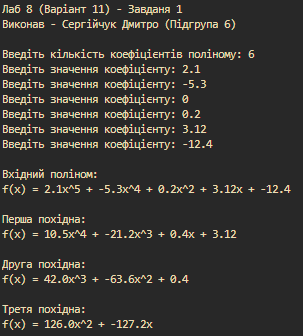 Лаб 8 (Варіант 11) - Завданя 1
Виконав - Сергійчук Дмитро (Підгрупа 6)
Введіть кількість коефіцієнтів поліному: 6
Введіть значення коефіцієнту: 2.1
Введіть значення коефіцієнту: -5.3
Введіть значення коефіцієнту: 0
Введіть значення коефіцієнту: 0.2
Введіть значення коефіцієнту: 3.12
Введіть значення коефіцієнту: -12.4
Вхідний поліном:
f(x) = 2.1x^5 + -5.3x^4 + 0.2x^2 + 3.12x + -12.4
Перша похідна:
f(x) = 10.5x^4 + -21.2x^3 + 0.4x + 3.12
Друга похідна:
f(x) = 42.0x^3 + -63.6x^2 + 0.4
Третя похідна:
f(x) = 126.0x^2 + -127.2x